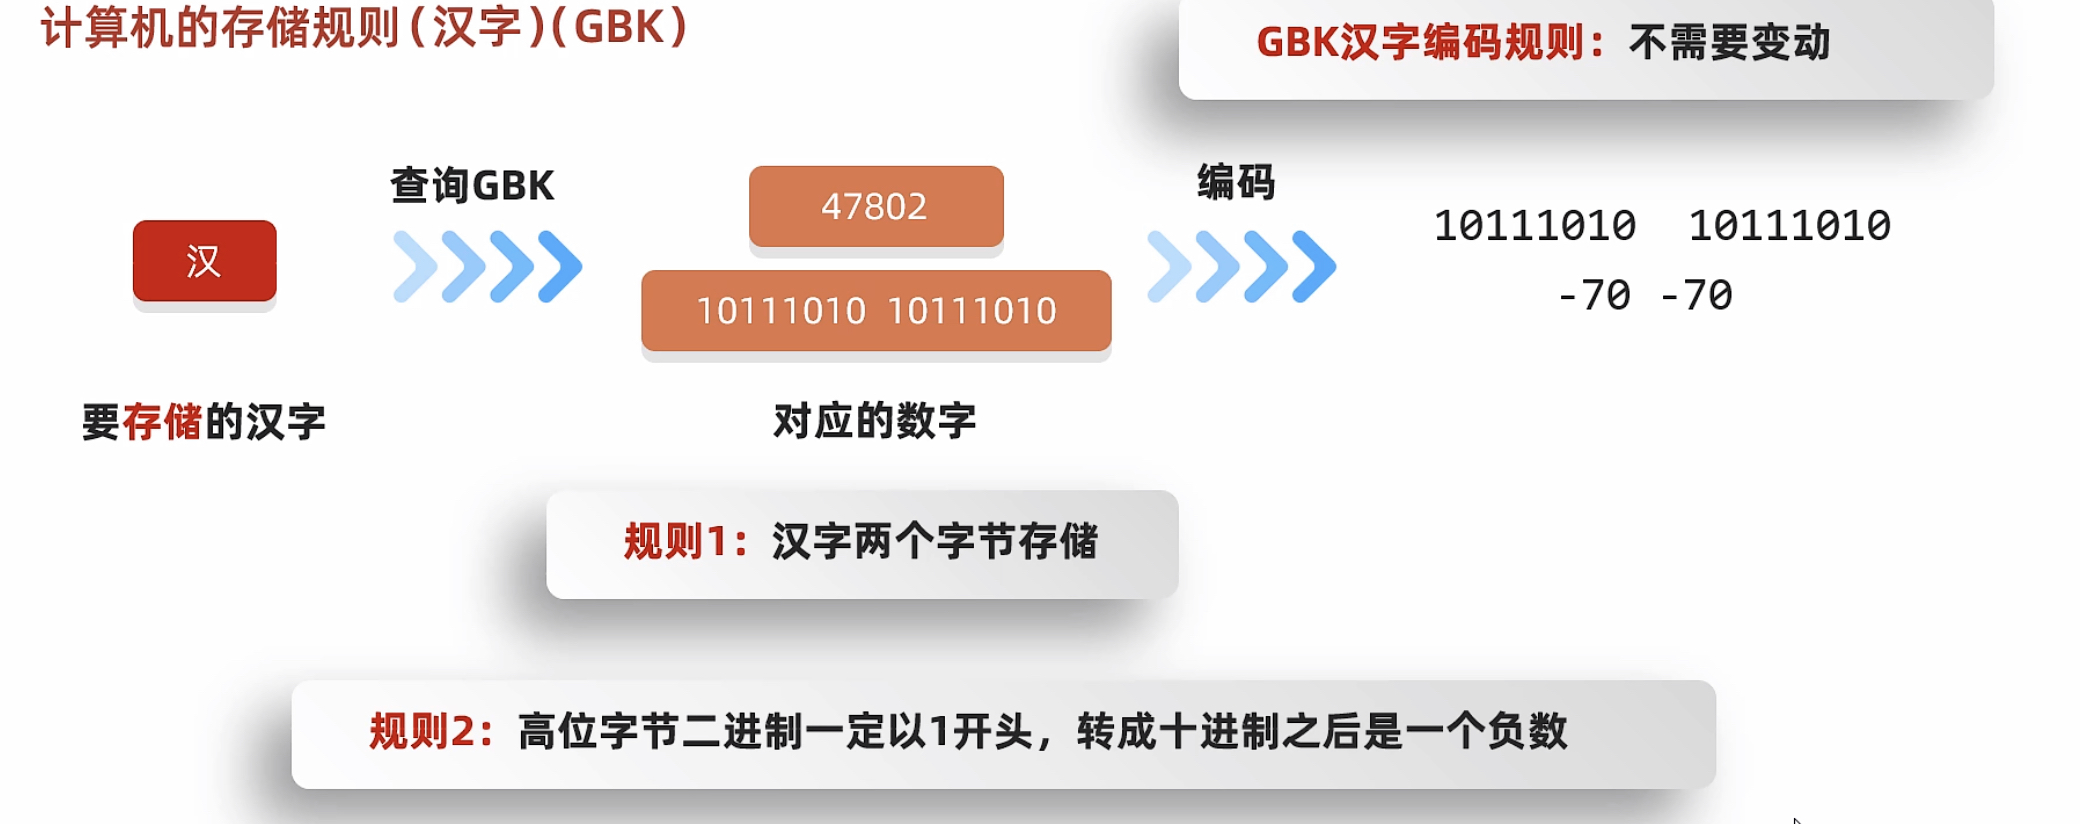 计算机的存储规则(汉字)(GBK)
GBK汉字编码规则：不需要变动
汉
查询GBK
47802
10111010 10111010
编码
10111010 10111010
-70 -70
要存储的汉字
对应的数字
规则1：汉字两个字节存储
规则2：高位字节二进制一定以1开头，转成十进制之后是一个负数